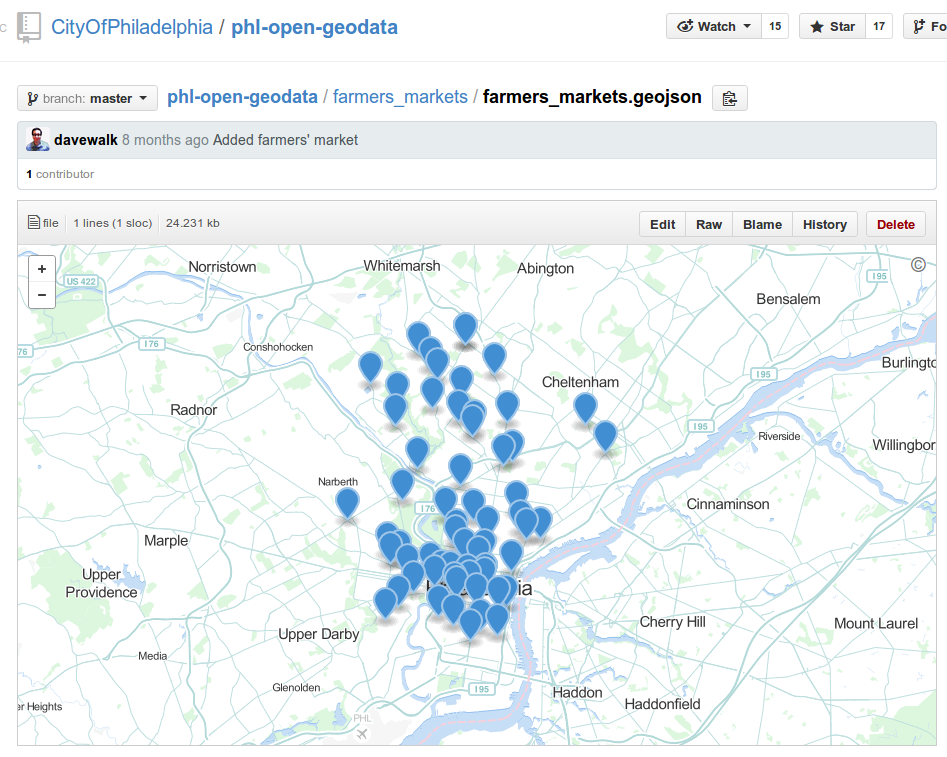 CityOfPhiladelphia / phl-open-geodata
Watch 15 Star 17 Fo
branch: master phl-open-geodata / farmers_markets / farmers_markets.geojson
davewalk 8 months ago Added farmers' market
1 contributor
file 1 lines (1 sloc) 24.231 kb Edit Raw Blame History Delete
+
−
Norristown Whitemarsh Abington ©
US 422 I 95
Bensalem
76 I 76 Conshohocken
Burlingto
I 95
Cheltenham
Radnor
I 95
Riverside
Willingbor
Narberth
I 76 Cinnaminson
Marple
Upper
Providence
ia
Cherry Hill Mount Laurel
Upper Darby
Media
Glenolden I 95 Haddon
Haddonfield
er Heights
PHL